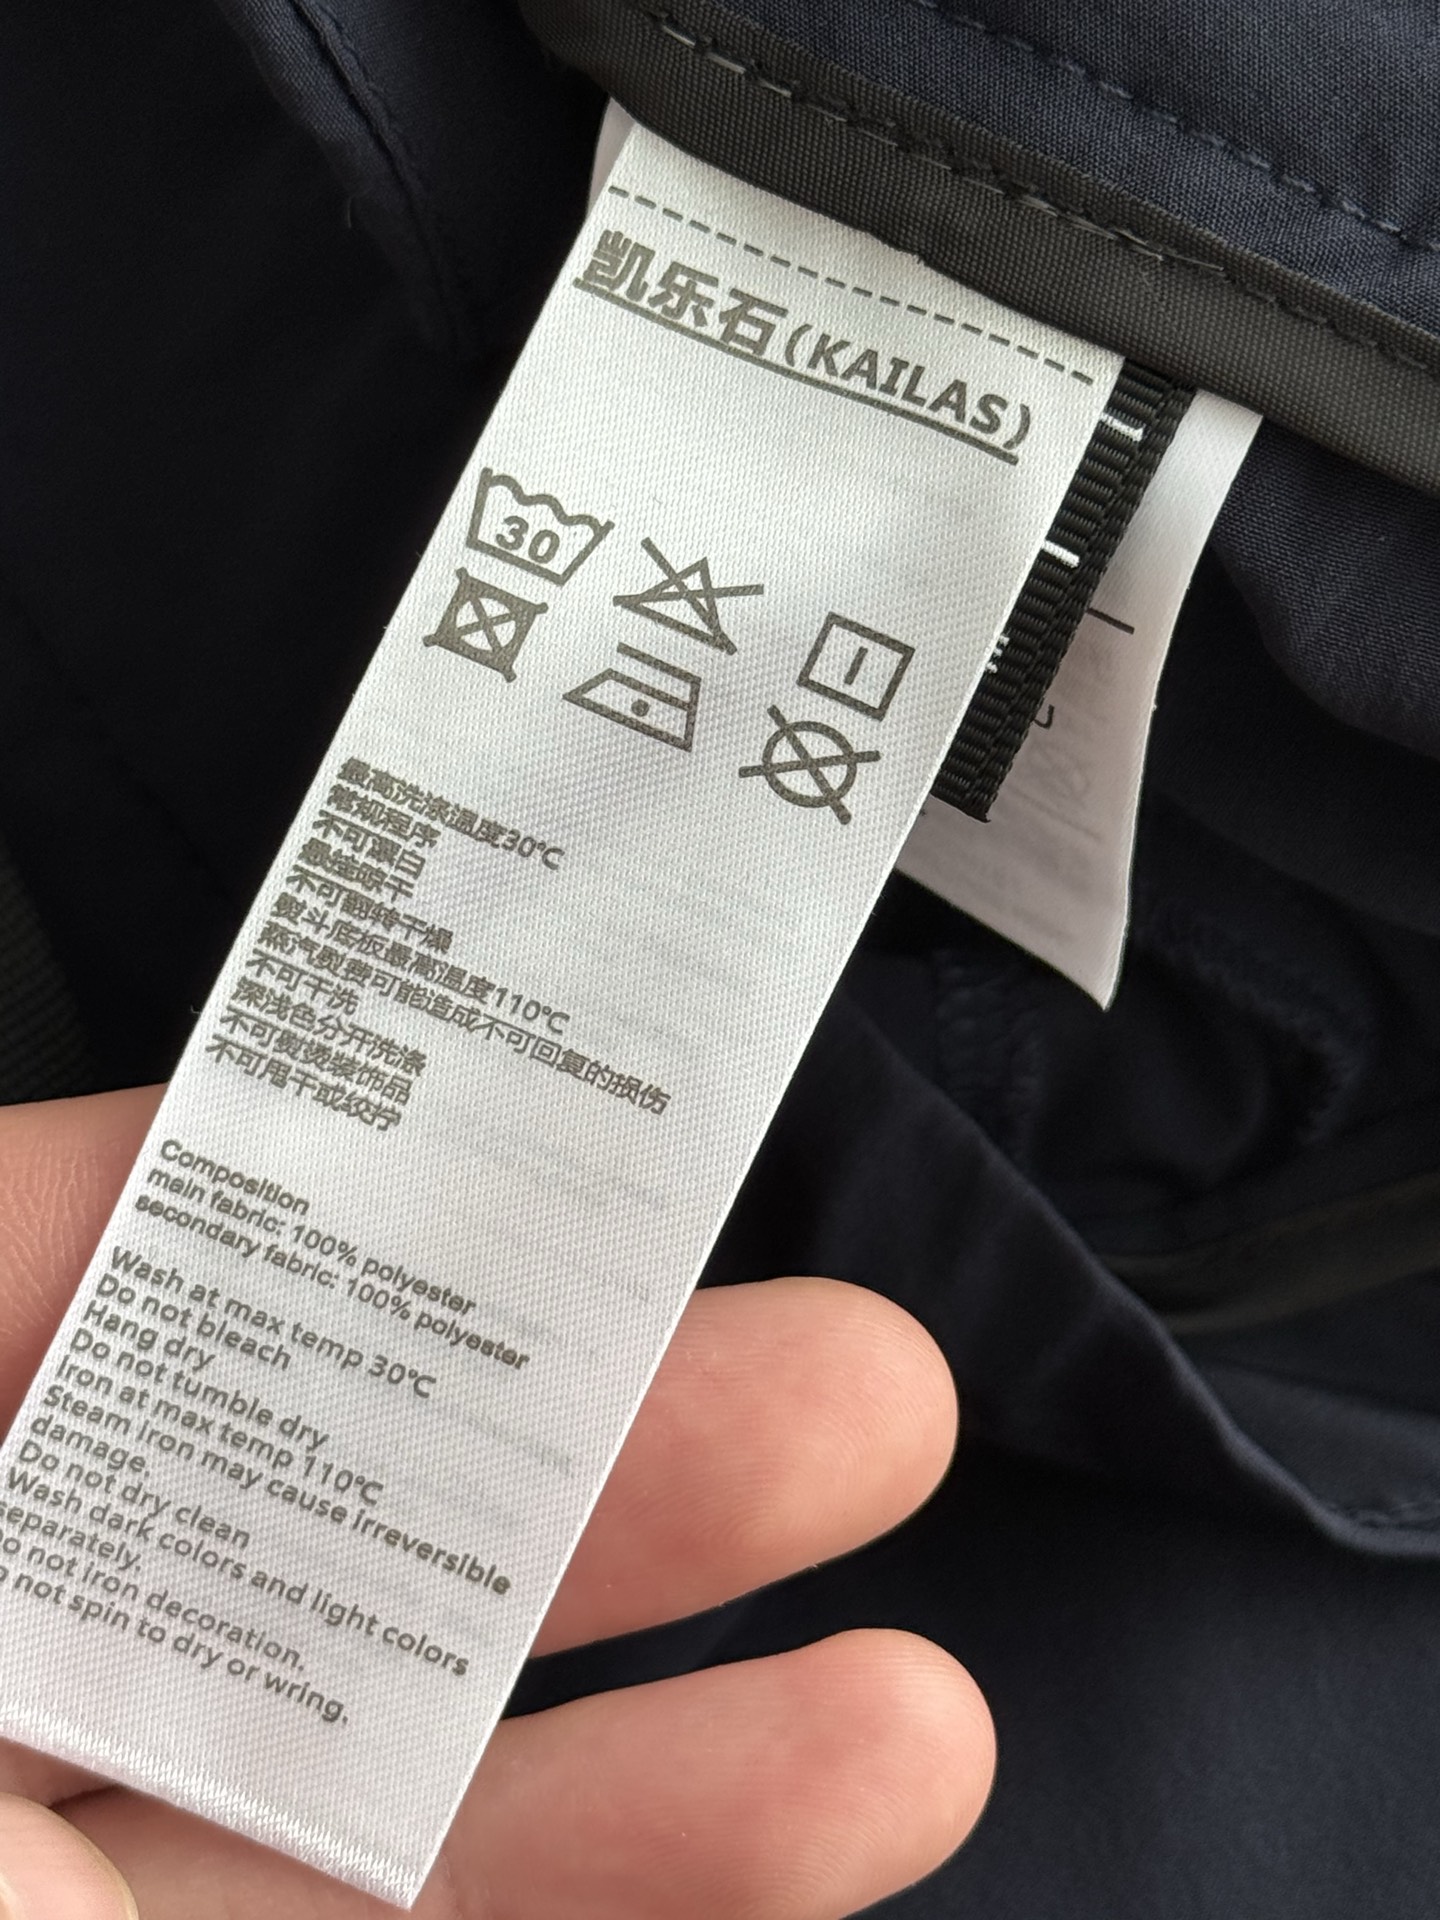 凯乐石(KAILAS)
30
最高洗涤温度30℃
常规程序
不可漂白
悬挂晾干
不可翻转干燥
熨斗底板最高温度110℃
蒸汽熨费可能造成不可回复的损伤
不可干洗
深浅色分开洗涤
不可熨烫装饰品
不可甩干或绞拧
Composition
main fabric: 100% polyester
secondary fabric: 100% polyester
Wash at max temp 30℃
Do not bleach
Hang dry
Do not tumble dry
Iron at max temp 110℃
Steam iron may cause irreversible
damage.
Do not dry clean
Wash dark colors and light colors
separately.
Do not iron decoration.
Do not spin to dry or wring.